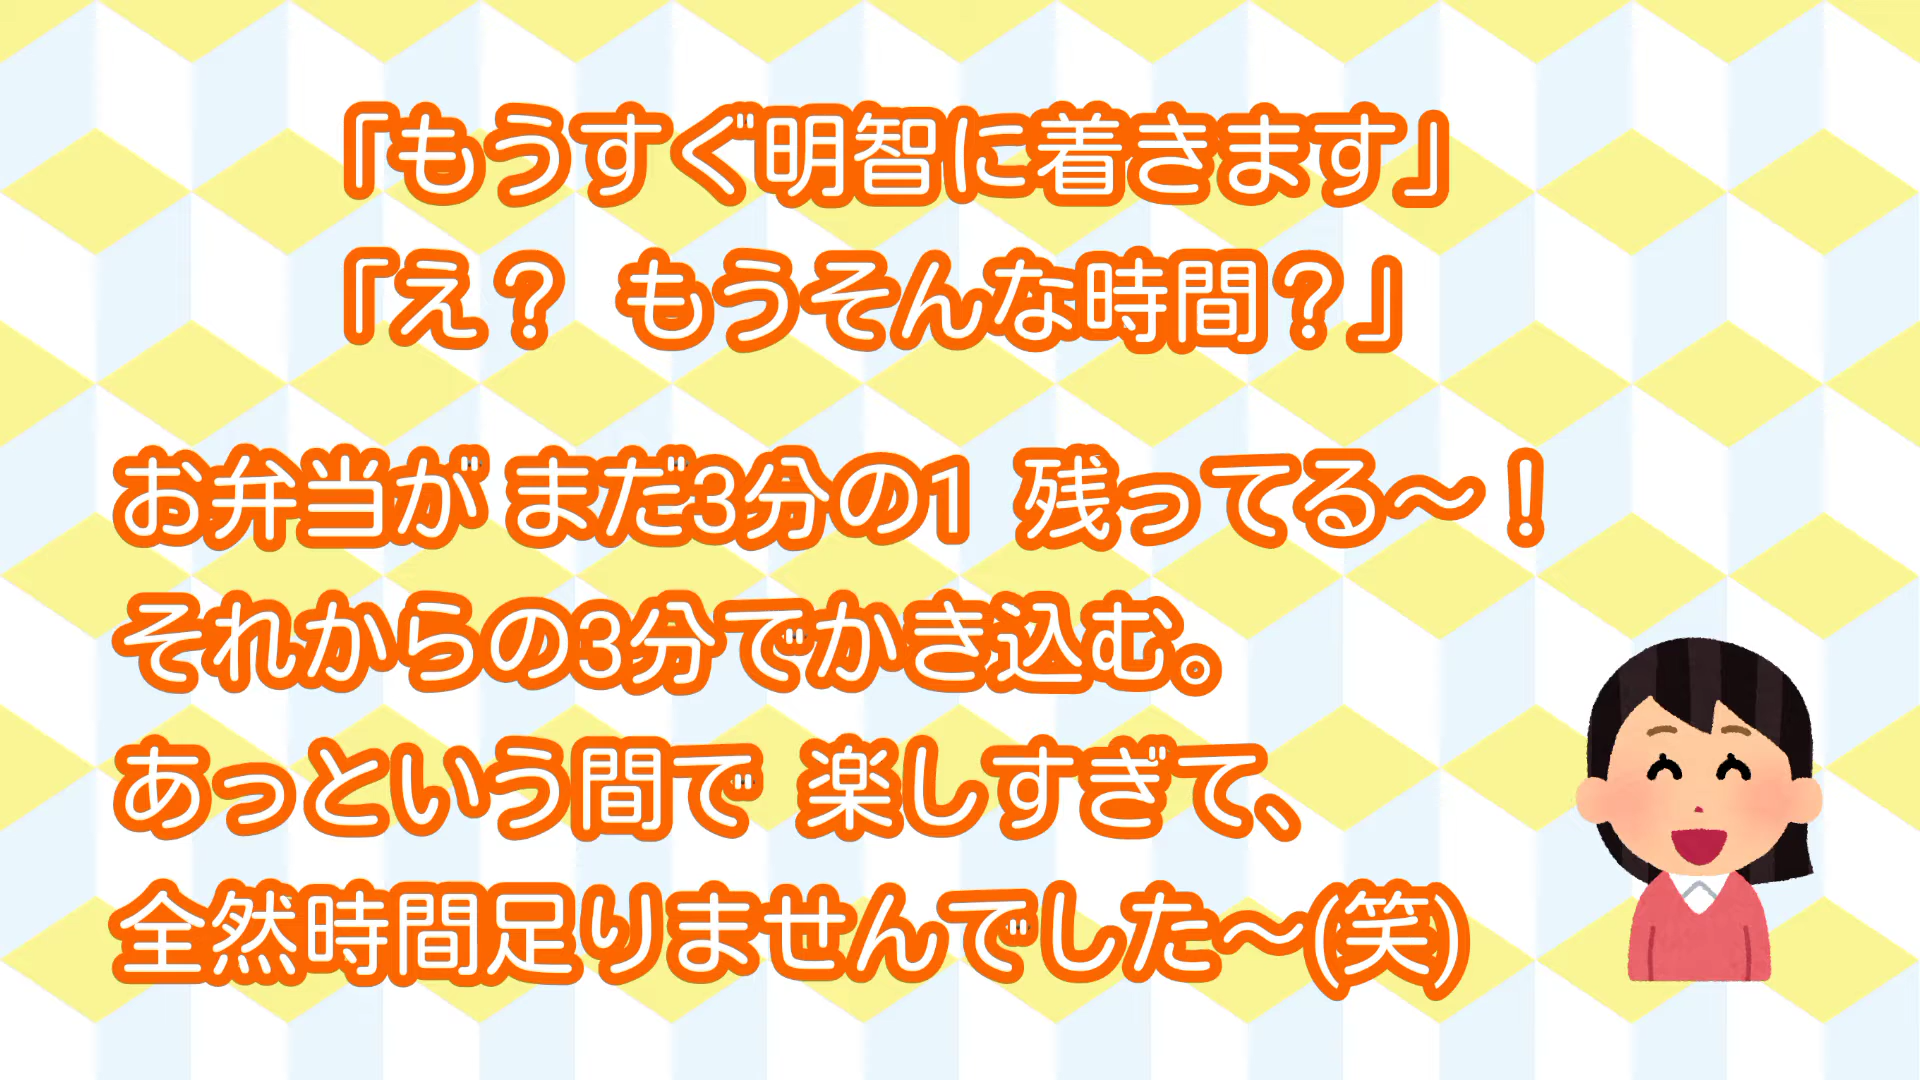 「もうすぐ明智に着きます」
「え？ もうそんな時間？」
お弁当が まだ3分の1 残ってる～！
それからの3分でかき込む。
あっという間で 楽しすぎて、
全然時間足りませんでした～(笑)